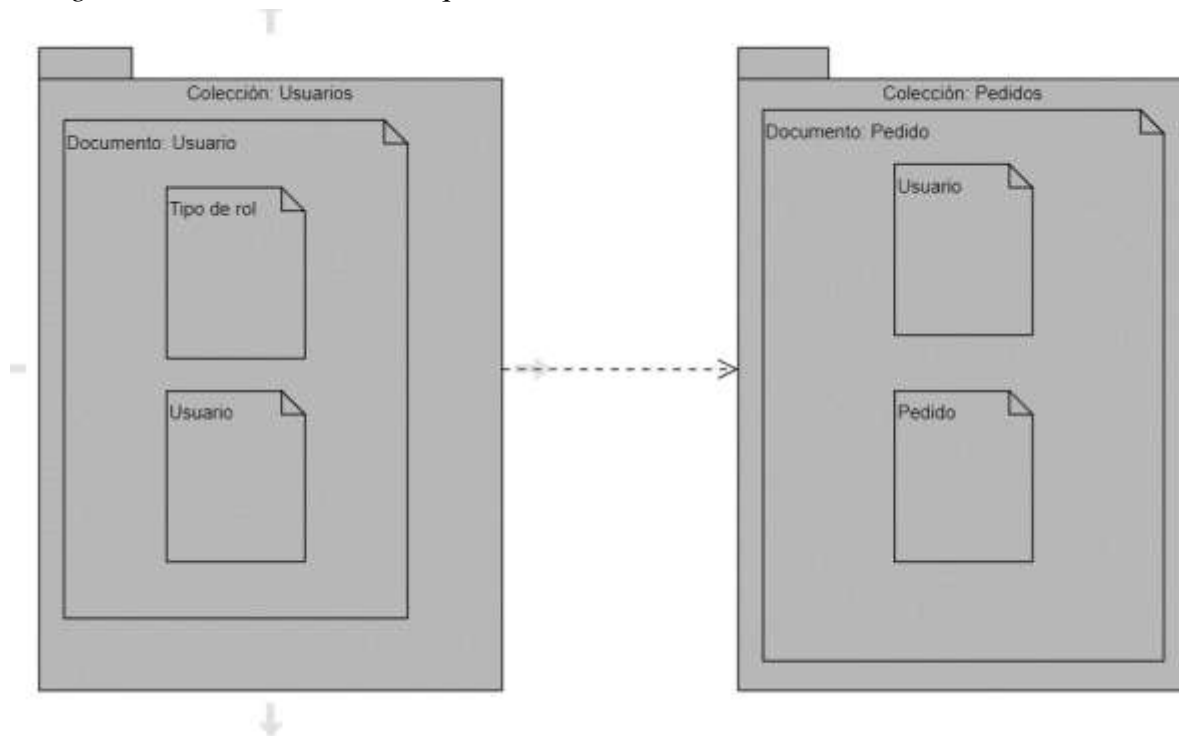 Colección: Usuarios
Documento: Usuario
Tipo de rol
Usuario
Colección: Pedidos
Documento: Pedido
Usuario
Pedido